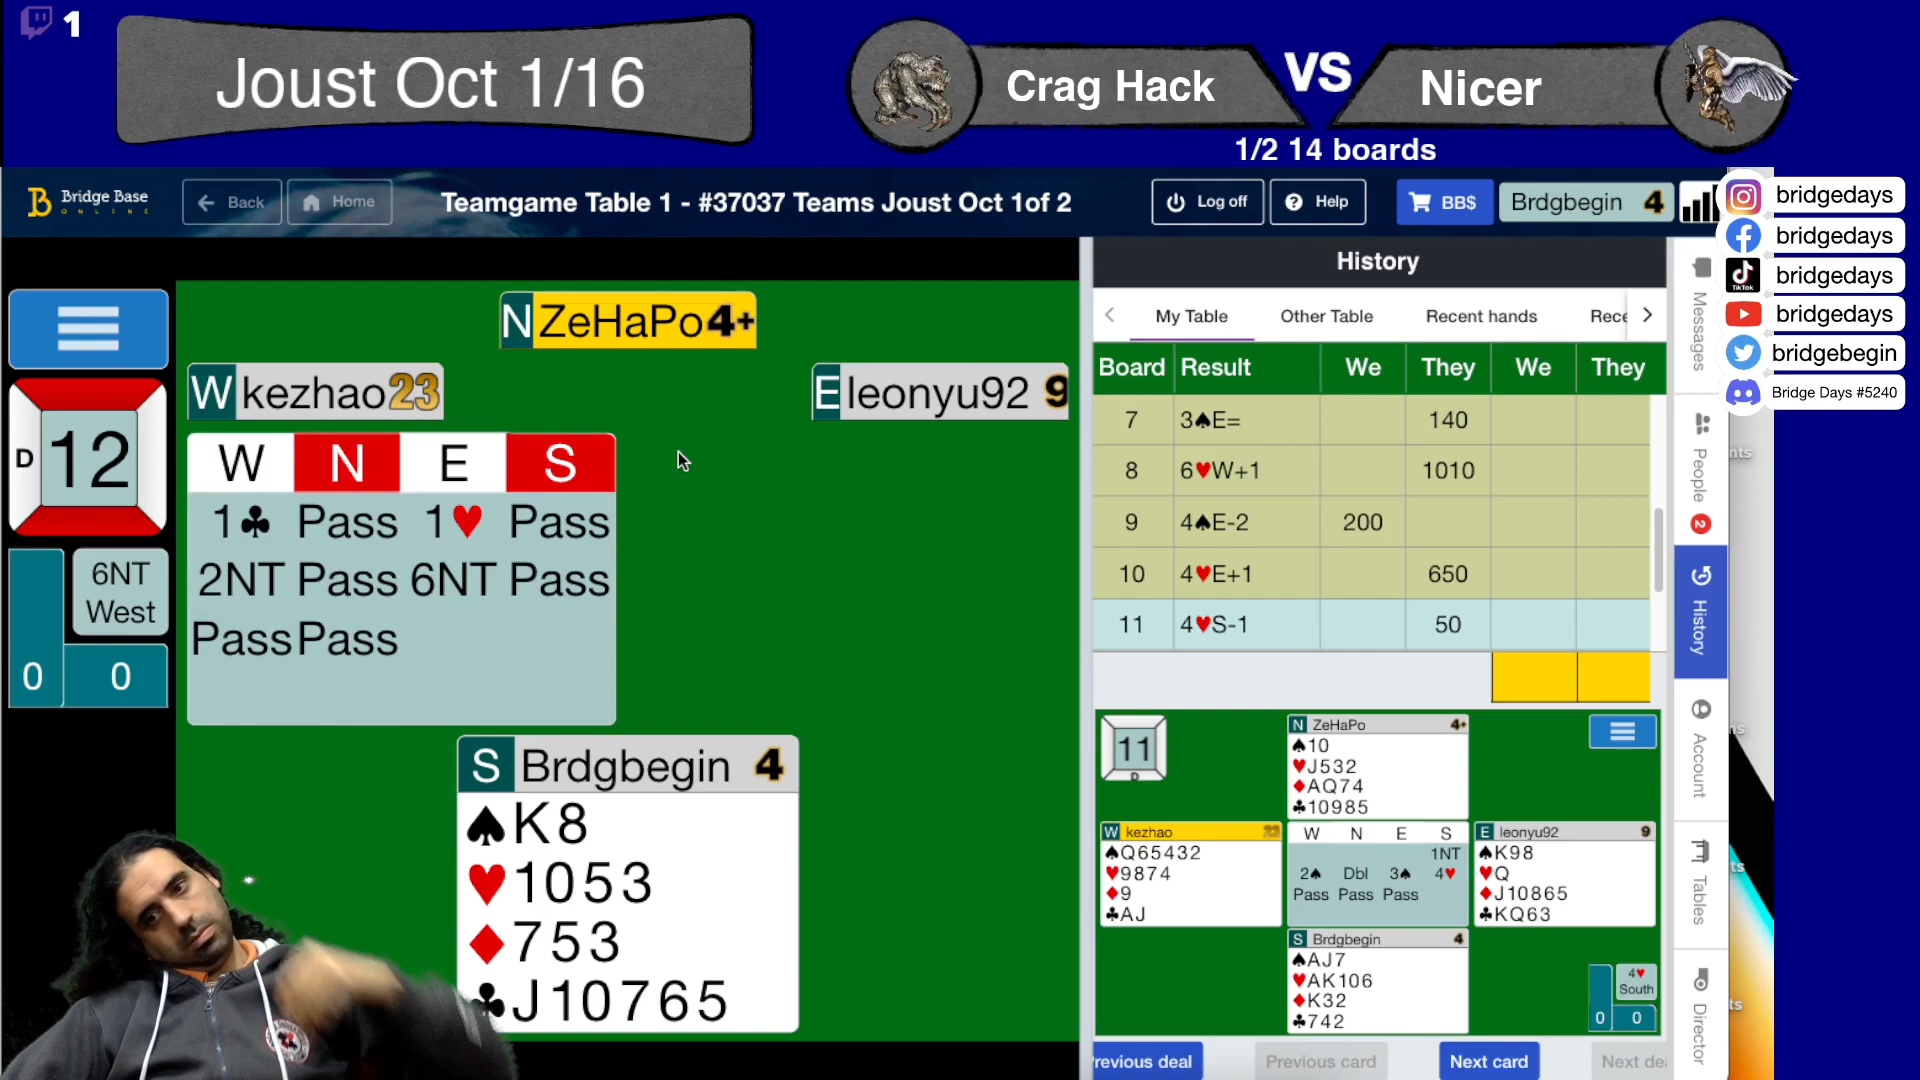 1
Joust Oct 1/16
Crag Hack
VS
Nicer
1/2 14 boards
Bridge Base
ONLINE
Back
Home
Teamgame Table 1 - #37037 Teams Joust Oct 1of 2
Log off
Help
BB$
Brdgbegin 4
bridgedays
bridgedays
bridgedays
TikTok
bridgedays
bridgebegin
Bridge Days #5240
N ZeHaPo 4+
W kezhao 23
E leonyu92 9
D 12
W N E S
1♣ Pass 1♥ Pass
2NT Pass 6NT Pass
Pass Pass
6NT
West
0 0
S Brdgbegin 4
♠K8
♥1053
♦753
♣J10765
History
My Table
Other Table
Recent hands
Board Result We They We They
7 3♠E= 140
8 6♥W+1 1010
9 4♠E-2 200
10 4♥E+1 650
11 4♥S-1 50
11
D
N ZeHaPo 4+
♠10
♥J532
♦AQ74
♣10985
W kezhao 23
♠Q65432
♥9874
♦9
♣AJ
W N E S
1NT
2♠ Dbl 3♠ 4♥
Pass Pass Pass
E leonyu92 9
♠K98
♥Q
♦J10865
♣KQ63
S Brdgbegin 4
♠AJ7
♥AK106
♦K32
♣742
4♥
South
0 0
revious deal
Previous card
Next card
Messages
People
2
History
Account
Tables
Director
nts